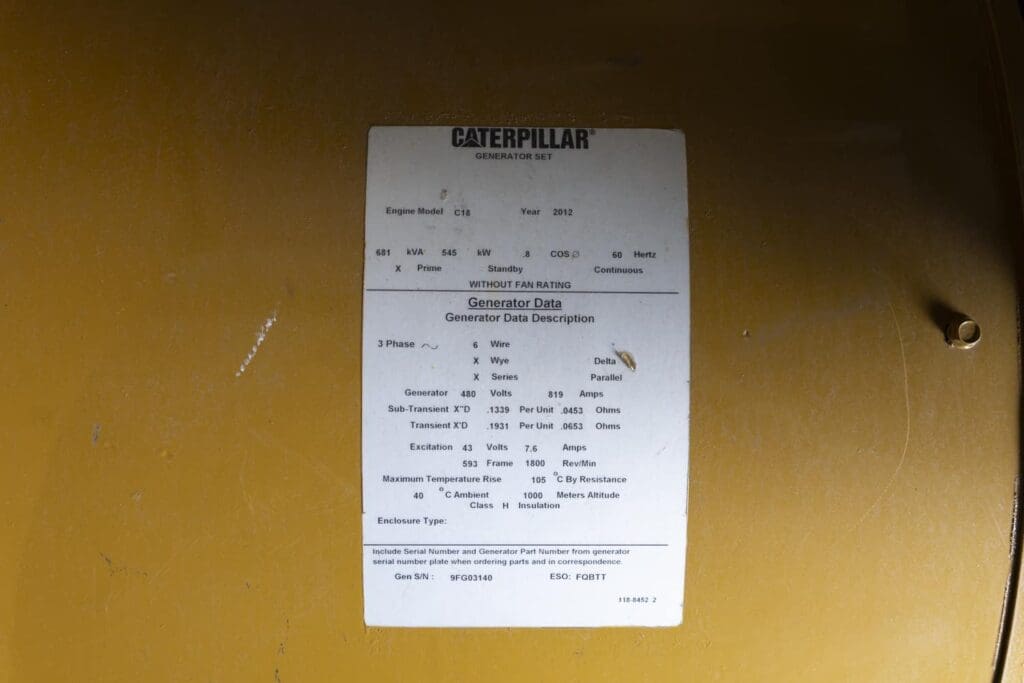 CATERPILLAR®
GENERATOR SET
Engine Model C18 Year 2012
681 kVA 545 kW .8 COS Ø 60 Hertz
X Prime Standby Continuous
WITHOUT FAN RATING
Generator Data
Generator Data Description
3 Phase 6 Wire
X Wye Delta
X Series Parallel
Generator 480 Volts 819 Amps
Sub-Transient X"D .1339 Per Unit .0453 Ohms
Transient X'D .1931 Per Unit .0653 Ohms
Excitation 43 Volts 7.6 Amps
593 Frame 1800 Rev/Min
Maximum Temperature Rise 105 °C By Resistance
40 °C Ambient 1000 Meters Altitude
Class H Insulation
Enclosure Type:
Include Serial Number and Generator Part Number from generator
serial number plate when ordering parts and in correspondence.
Gen S/N : 9FG03140 ESO: FQBTT
118-8452 2